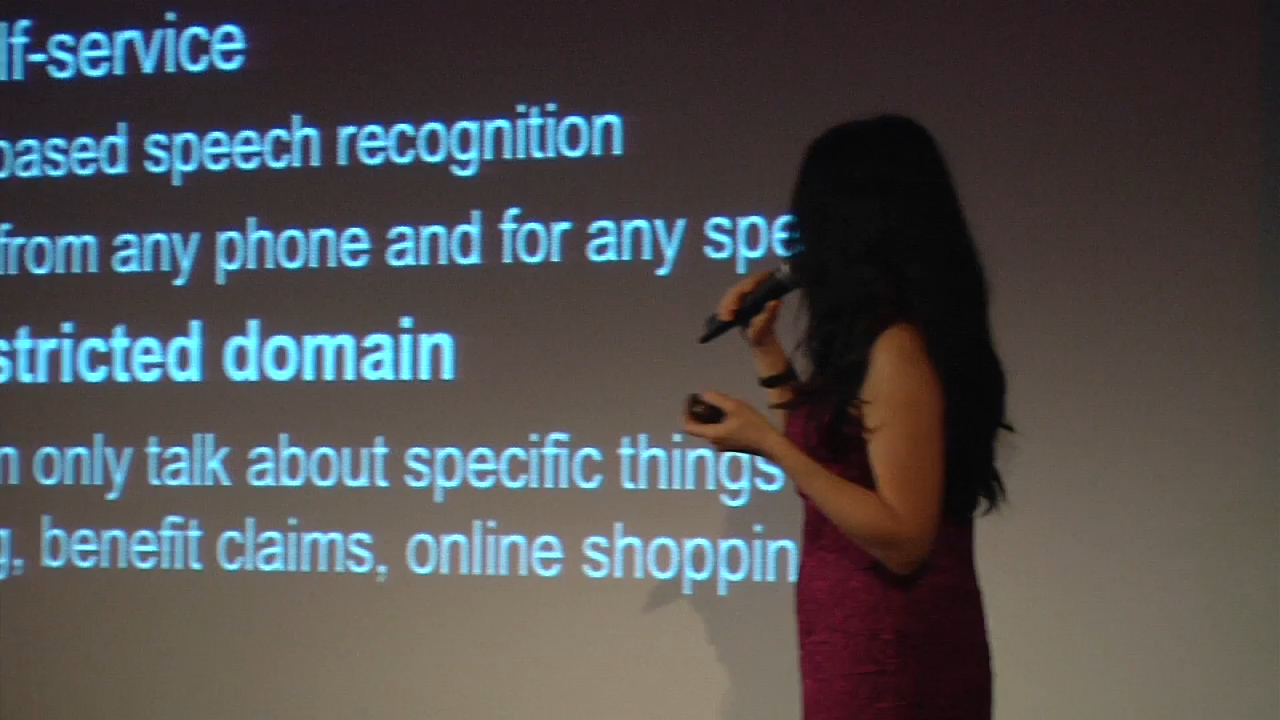 lf-service
based speech recognition
from any phone and for any spe
stricted domain
n only talk about specific things
g, benefit claims, online shoppin